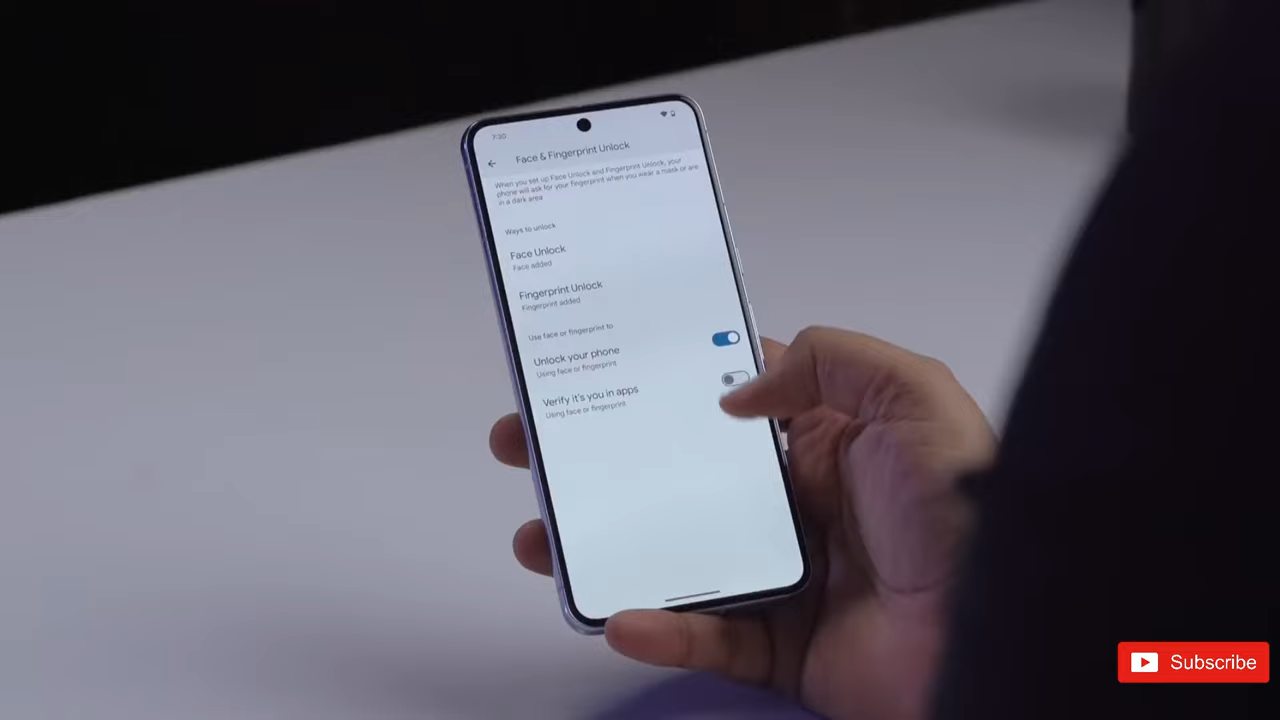 7:30
Face & Fingerprint Unlock
When you set up Face Unlock and Fingerprint Unlock, your
phone will ask for your fingerprint when you wear a mask or are
in a dark area
Ways to unlock
Face Unlock
Face added
Fingerprint Unlock
Fingerprint added
Use face or fingerprint to
Unlock your phone
Using face or fingerprint
Verify it's you in apps
Using face or fingerprint
Subscribe